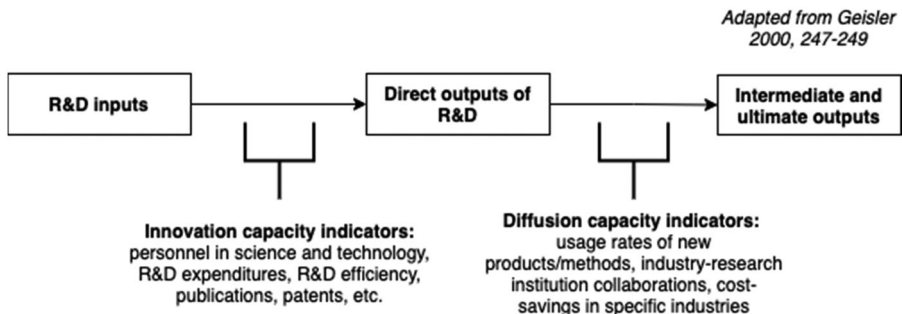 Adapted from Geisler
2000, 247-249
R&D inputs
Direct outputs of
R&D
Intermediate and
ultimate outputs
Innovation capacity indicators:
personnel in science and technology,
R&D expenditures, R&D efficiency,
publications, patents, etc.
Diffusion capacity indicators:
usage rates of new
products/methods, industry-research
institution collaborations, cost-
savings in specific industries